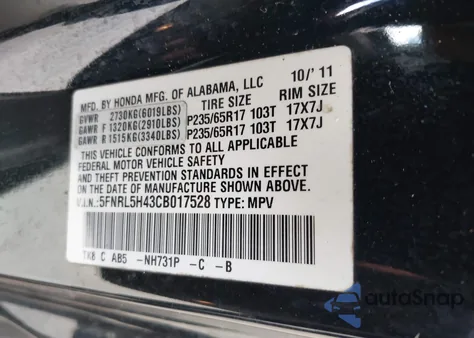 MFD. BY HONDA MFG. OF ALABAMA, LLC 10/'11
TIRE SIZE RIM SIZE
GVWR 2730KG(6019LBS)
GAWR F 1320KG(2910LBS) P235/65R17 103T 17X7J
GAWR R 1515KG(3340LBS) P235/65R17 103T 17X7J
THIS VEHICLE CONFORMS TO ALL APPLICABLE
FEDERAL MOTOR VEHICLE SAFETY
AND THEFT PREVENTION STANDARDS IN EFFECT
ON THE DATE OF MANUFACTURE SHOWN ABOVE.
V.I.N.:5FNRL5H43CB017528 TYPE: MPV
TK8 C AB5 -NH731P -C -B
autoSnap